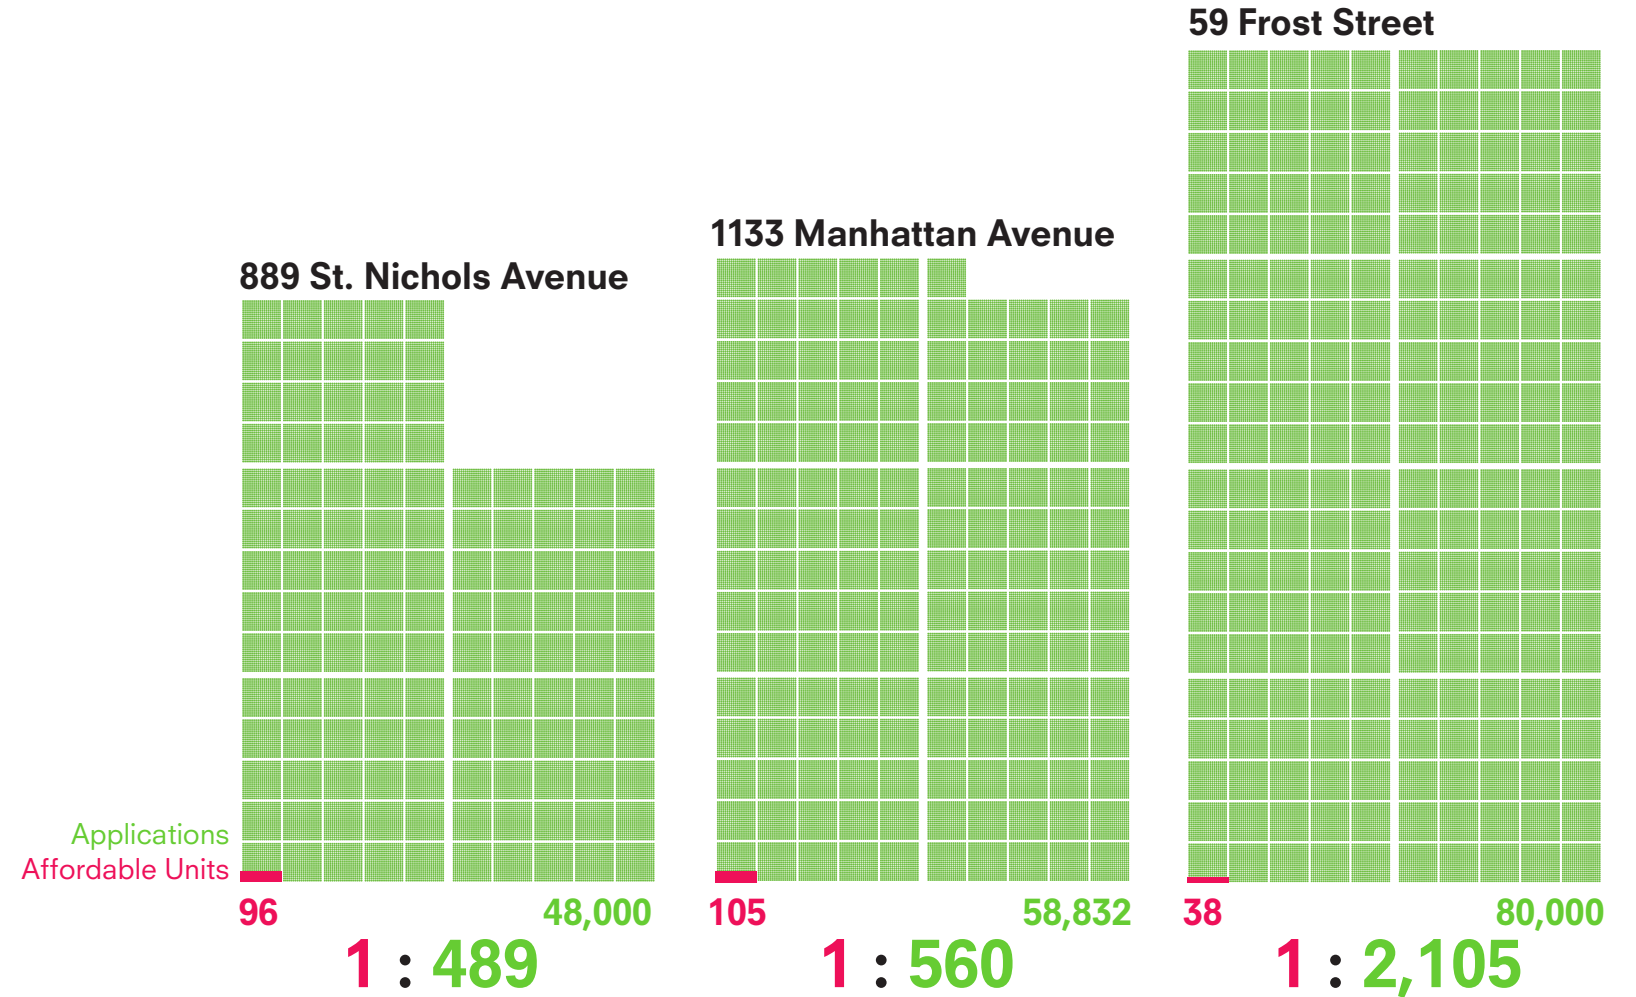 59 Frost Street
1133 Manhattan Avenue
889 St. Nichols Avenue
Applications
Affordable Units
96 48,000
105 58,832
38 80,000
1 : 489
1 : 560
1 : 2,105